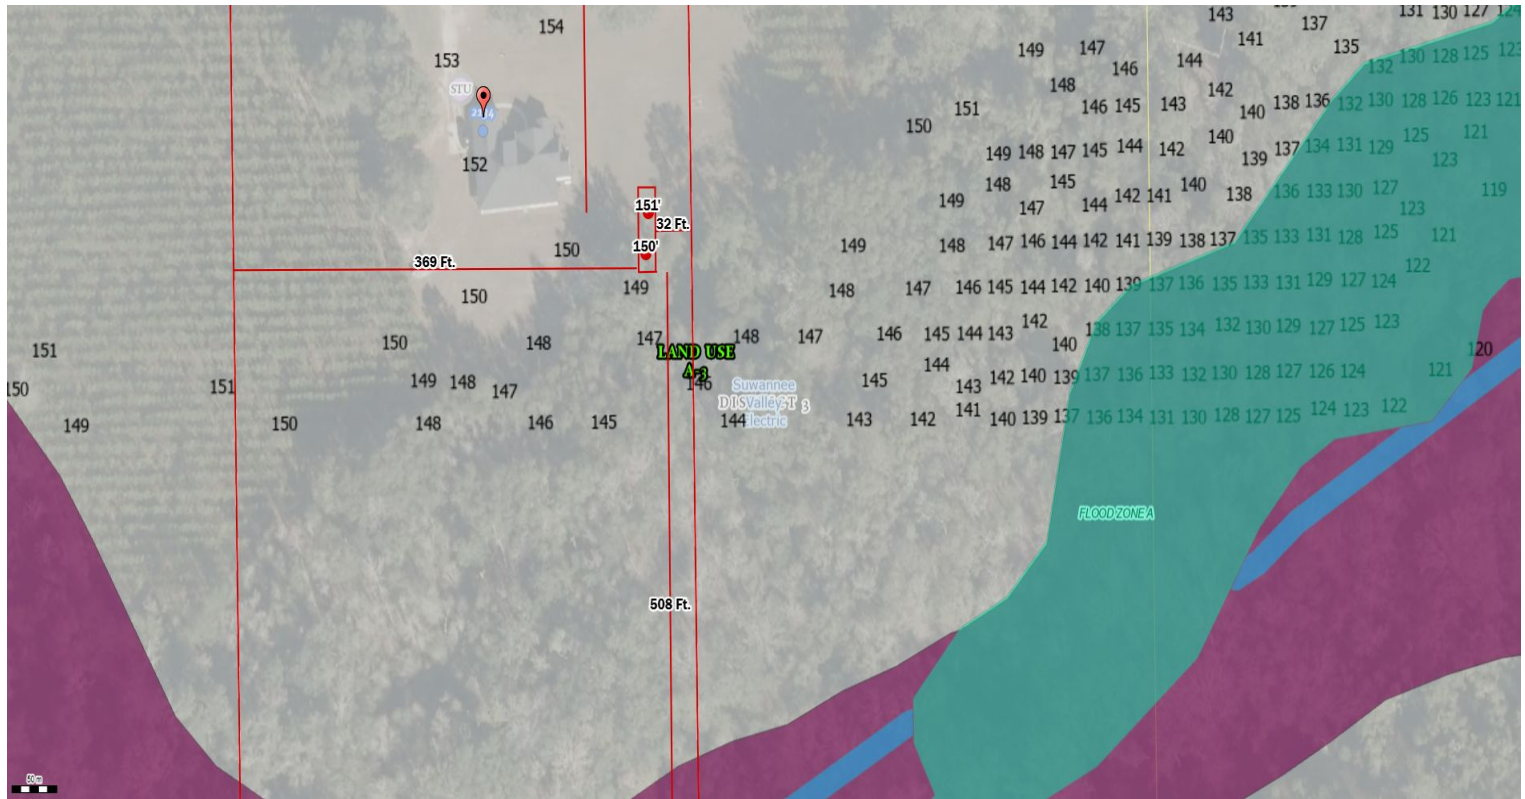 143 137 131 130 127 124
154 149 147 141 135
153 146 144 132 130 128 125 123
STU 148 142
151 146 145 143 140 138 136 132 130 128 126 123 121
150 140 125 121
152 149 148 147 145 144 142 139 137 134 131 129 123
148 145 142 141 140 138 136 133 130 127 119
151' 149 147 144 123
32 Ft.
150' 150 149 148 147 146 144 142 141 139 138 137 135 133 131 128 125 121
369 Ft. 122
150 149 148 147 146 145 144 142 140 139 137 136 135 133 131 129 127 124
147 148 147 146 145 144 143 142 138 137 135 134 132 130 129 127 125 123
151 150 148 LAND USE 140 120
A-3 144
150 151 149 148 147 146 145 143 142 140 139 137 136 133 132 130 128 127 126 124 121
Suwannee
Valley
Electric
DIS T 3
149 150 148 146 145 144 143 142 141 140 139 137 136 134 131 130 128 127 125 124 123 122
FLOOD ZONE A
508 Ft.
50 m